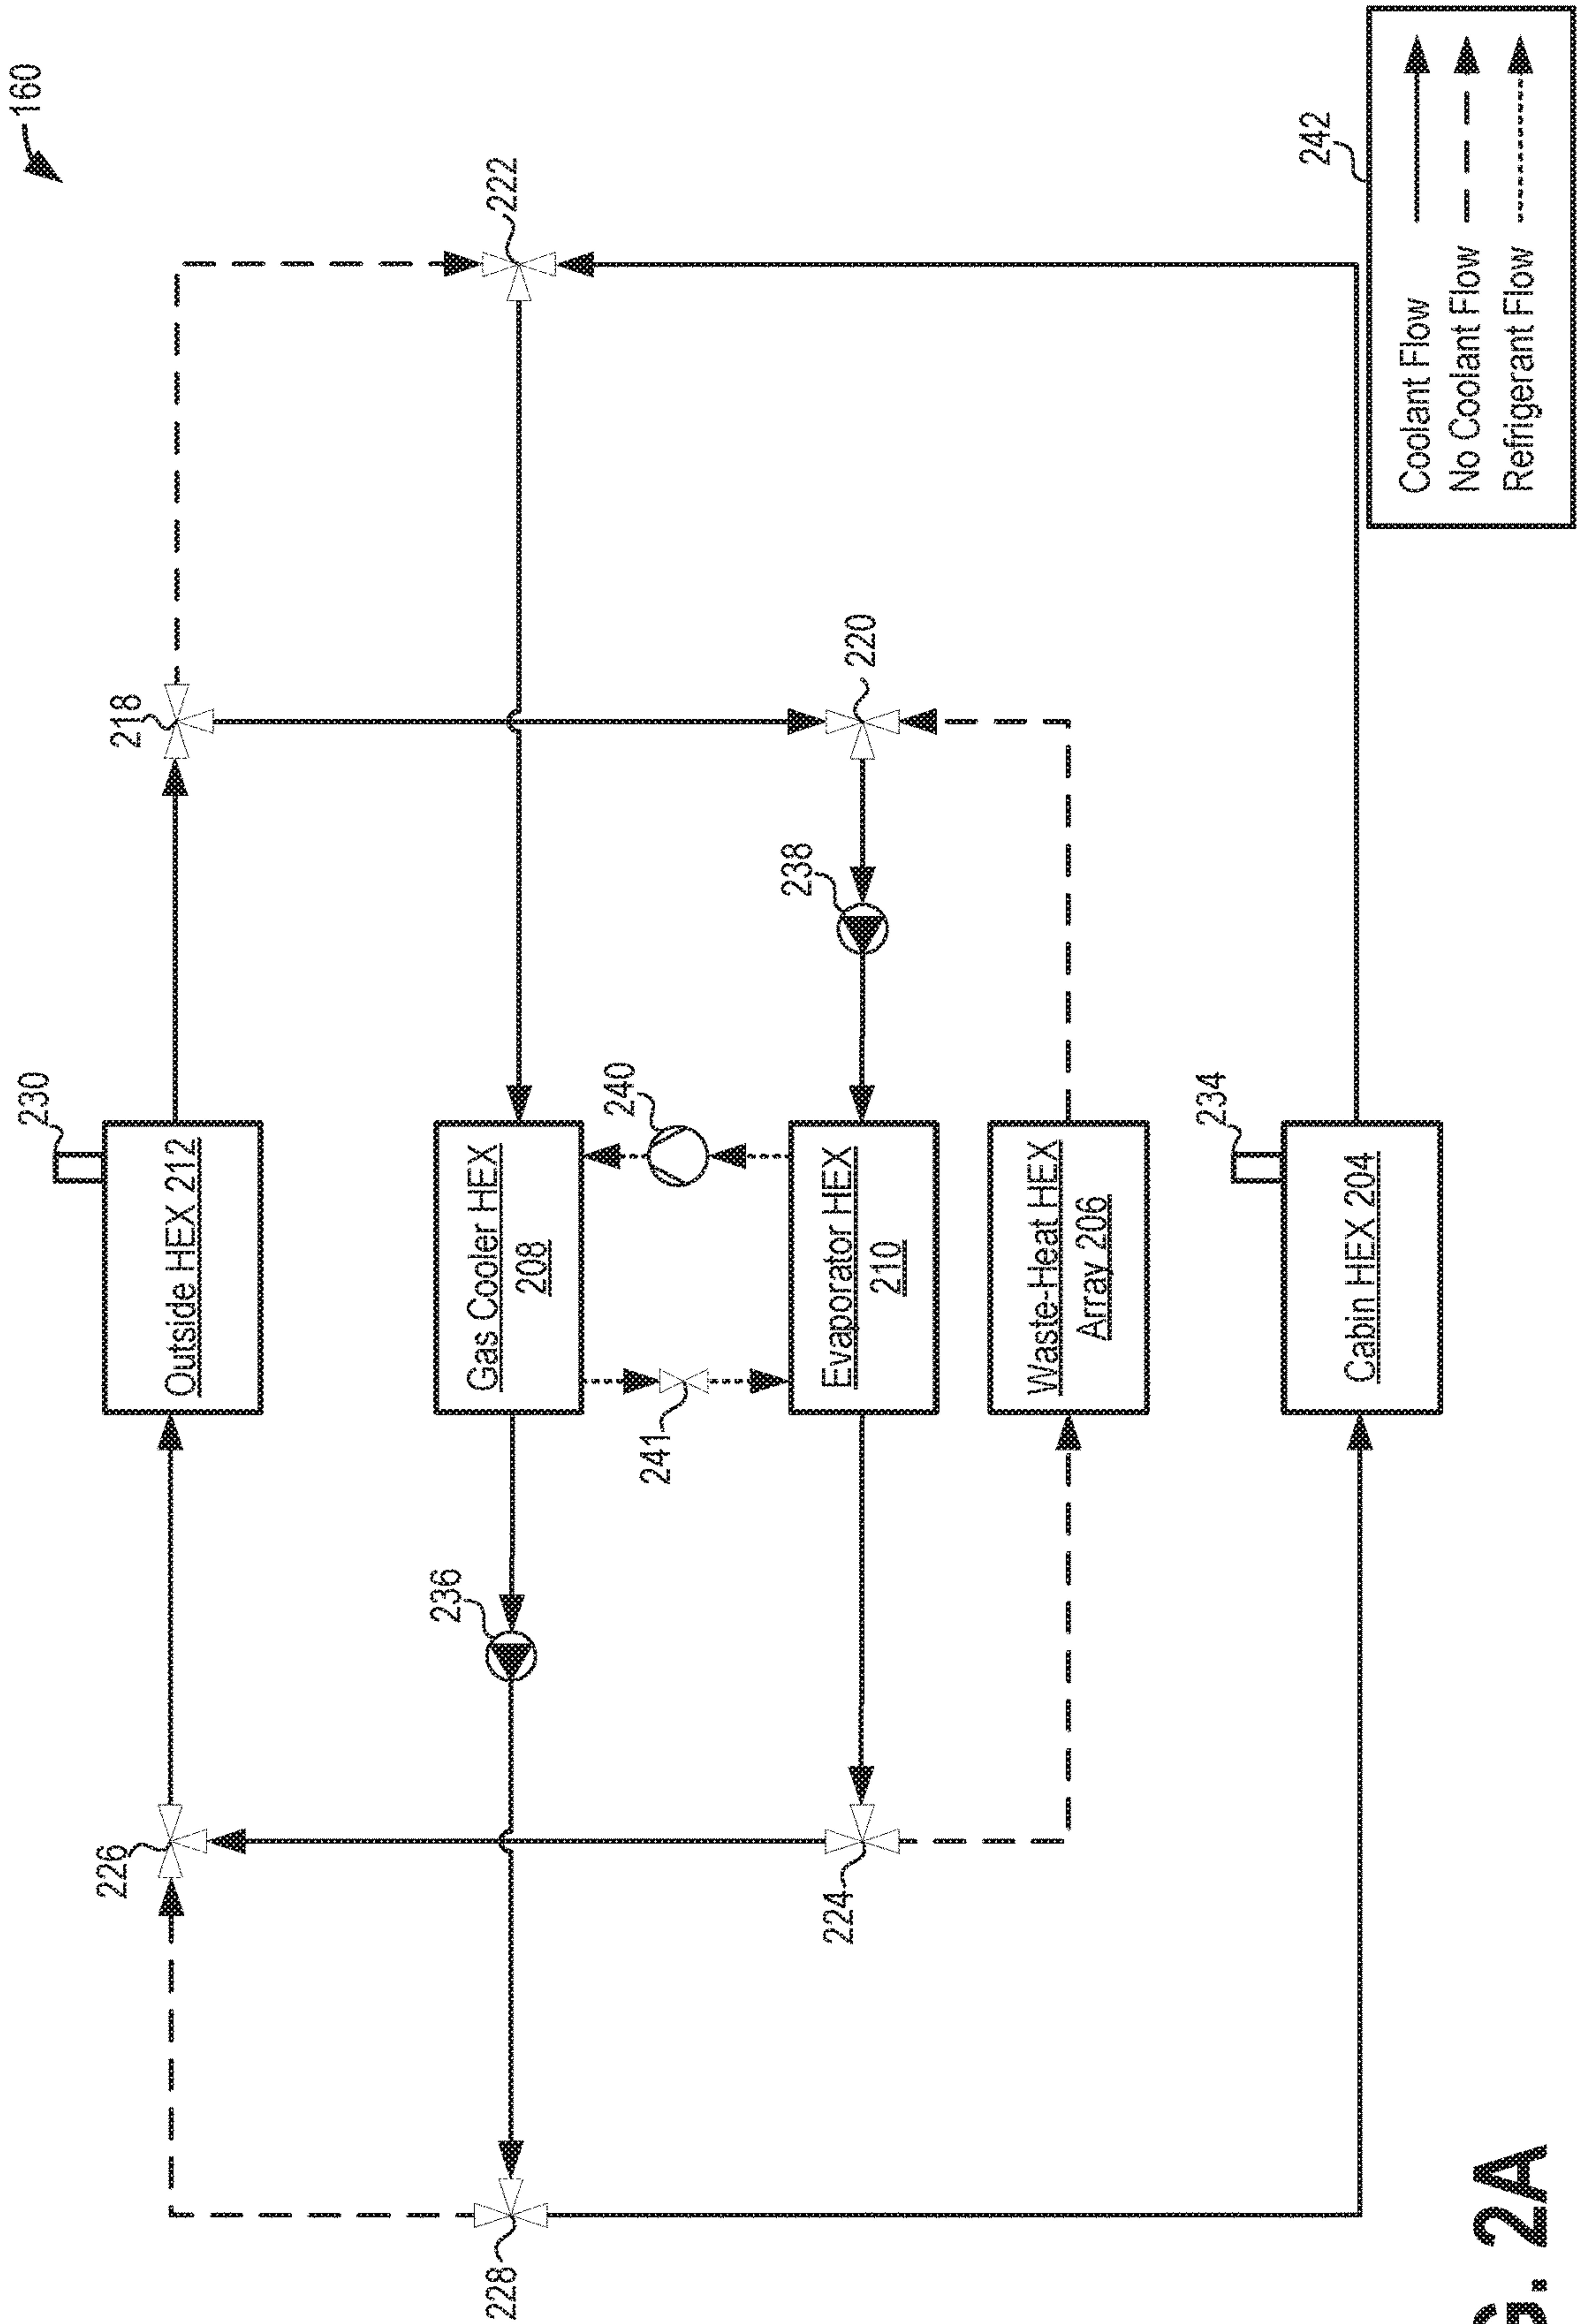 160
230
Outside HEX 212
218
226
222
Gas Cooler HEX
208
236
228
240
241
238
220
Evaporator HEX
210
224
Waste-Heat HEX
Array 206
234
Cabin HEX 204
242
Coolant Flow
No Coolant Flow
Refrigerant Flow
G. 2A